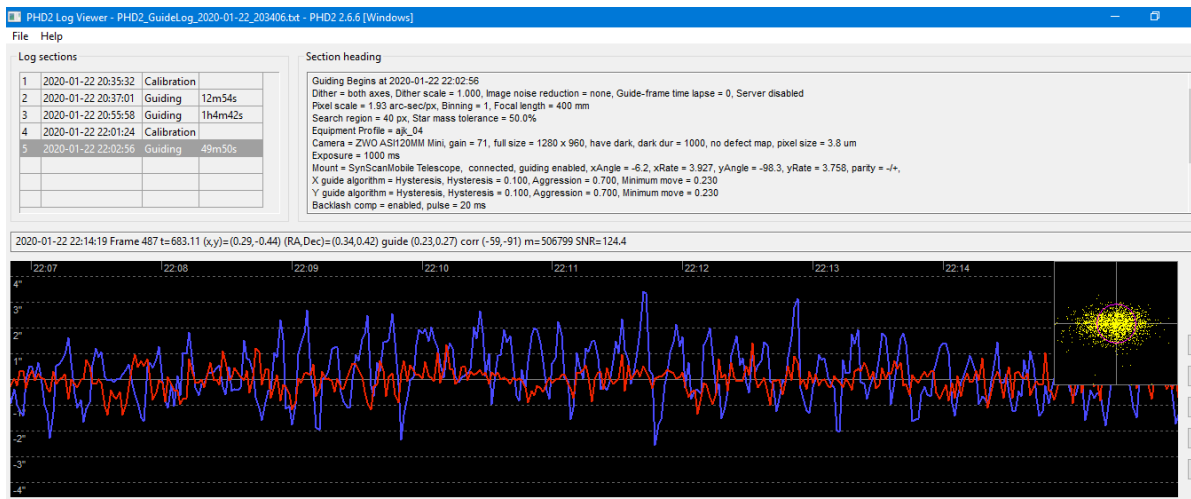 PHD2 Log Viewer - PHD2_GuideLog_2020-01-22_203406.txt - PHD2 2.6.6 [Windows]
File Help
Log sections
1 2020-01-22 20:35:32 Calibration
2 2020-01-22 20:37:01 Guiding 12m54s
3 2020-01-22 20:55:58 Guiding 1h4m42s
4 2020-01-22 22:01:24 Calibration
5 2020-01-22 22:02:56 Guiding 49m50s
Section heading
Guiding Begins at 2020-01-22 22:02:56
Dither = both axes, Dither scale = 1.000, Image noise reduction = none, Guide-frame time lapse = 0, Server disabled
Pixel scale = 1.93 arc-sec/px, Binning = 1, Focal length = 400 mm
Search region = 40 px, Star mass tolerance = 50.0%
Equipment Profile = ajk_04
Camera = ZWO ASI120MM Mini, gain = 71, full size = 1280 x 960, have dark, dark dur = 1000, no defect map, pixel size = 3.8 um
Exposure = 1000 ms
Mount = SynScanMobile Telescope,  connected, guiding enabled, xAngle = -6.2, xRate = 3.927, yAngle = -98.3, yRate = 3.758, parity = -/+,
X guide algorithm = Hysteresis, Hysteresis = 0.100, Aggression = 0.700, Minimum move = 0.230
Y guide algorithm = Hysteresis, Hysteresis = 0.100, Aggression = 0.700, Minimum move = 0.230
Backlash comp = enabled, pulse = 20 ms
2020-01-22 22:14:19 Frame 487 t=683.11 (x,y)=(0.29,-0.44) (RA,Dec)=(0.34,0.42) guide (0.23,0.27) corr (-59,-91) m=506799 SNR=124.4
22:07 22:08 22:09 22:10 22:11 22:12 22:13 22:14
4"
3"
2"
1"
-1"
-2"
-3"
-4"